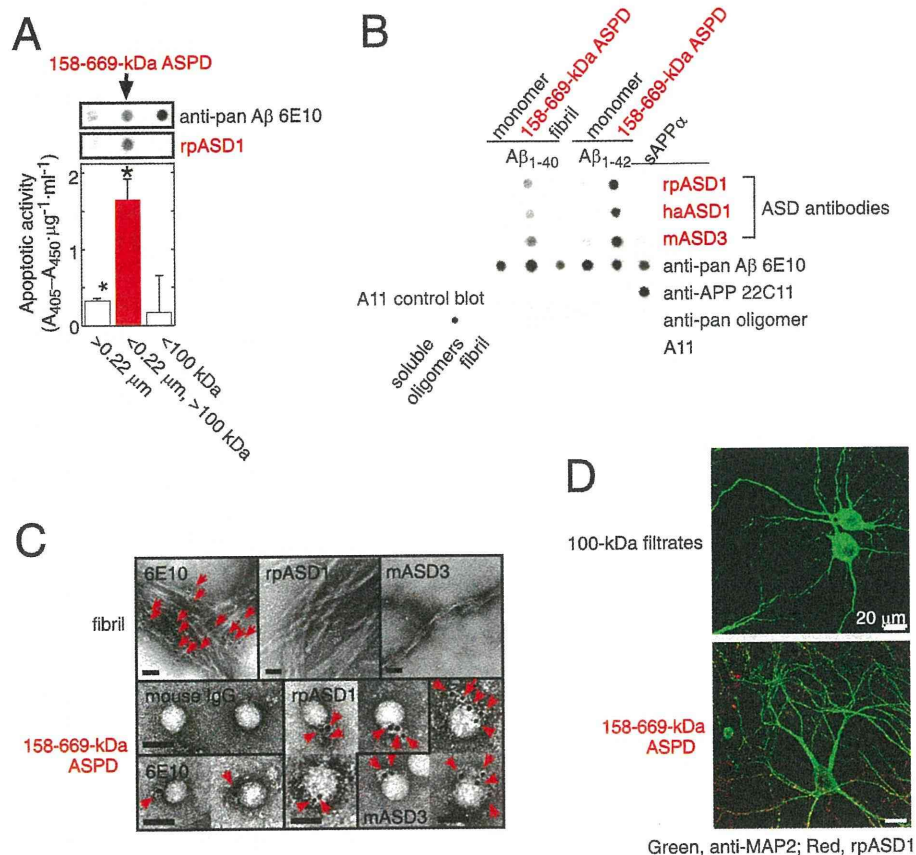 A
158-669-kDa ASPD
anti-pan Aβ 6E10
rpASD1
Apoptotic activity
(A405–A450·μg-1·ml-1)
2
1
0
*
*
>0.22 μm
<0.22 μm, >100 kDa
<100 kDa
B
monomer
158-669-kDa ASPD
fibril
monomer
158-669-kDa ASPD
sAPPα
Aβ1-40
Aβ1-42
rpASD1
haASD1
mASD3
ASD antibodies
anti-pan Aβ 6E10
anti-APP 22C11
anti-pan oligomer
A11
A11 control blot
soluble
oligomers
fibril
C
fibril
6E10
rpASD1
mASD3
158-669-kDa
ASPD
mouse IgG
rpASD1
6E10
mASD3
D
100-kDa filtrates
20 μm
158-669-kDa
ASPD
Green, anti-MAP2; Red, rpASD1